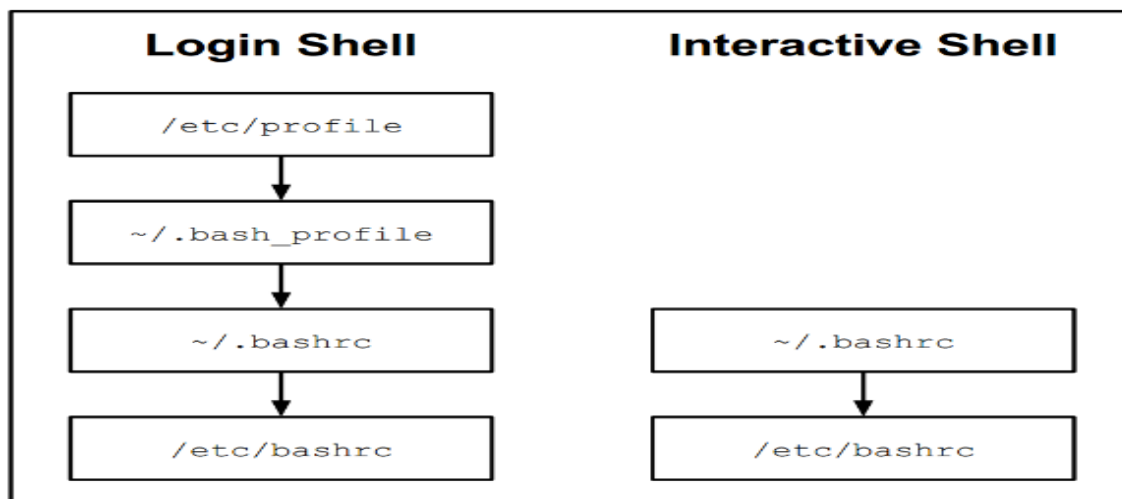 Login Shell
Interactive Shell
/etc/profile
~/.bash_profile
~/.bashrc
~/.bashrc
/etc/bashrc
/etc/bashrc